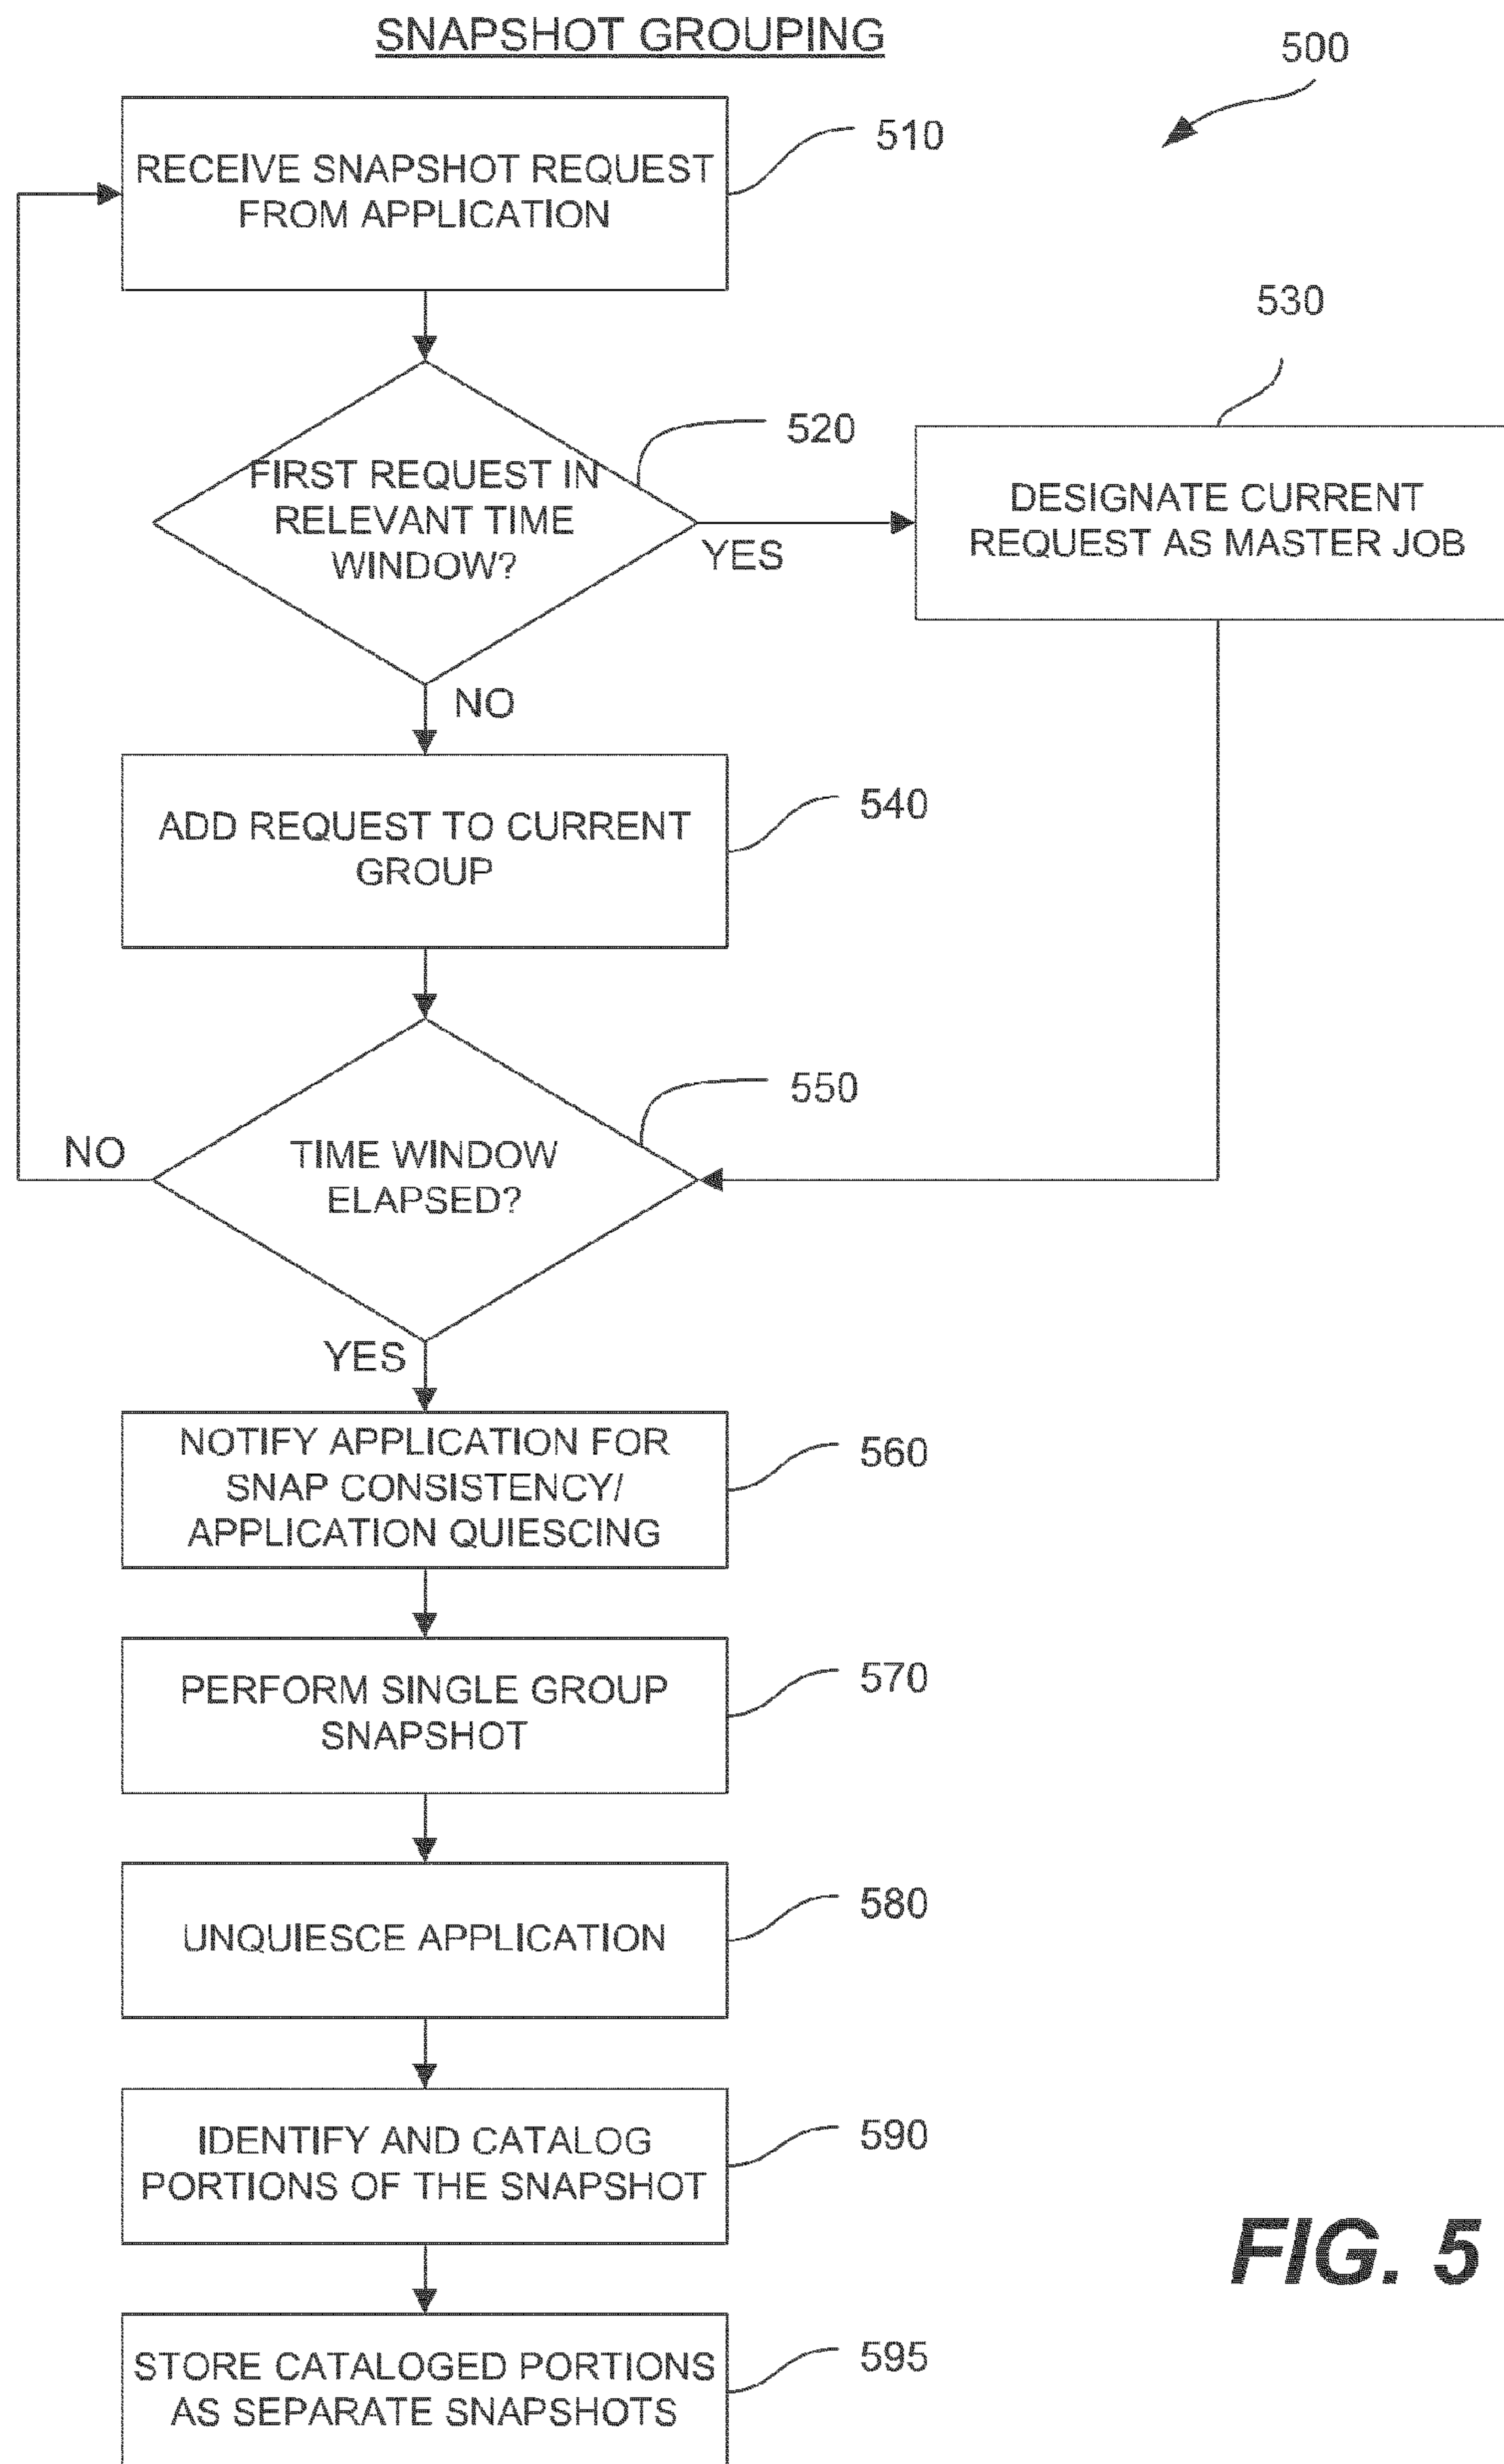 SNAPSHOT GROUPING
500
RECEIVE SNAPSHOT REQUEST
FROM APPLICATION
510
FIRST REQUEST IN
RELEVANT TIME
WINDOW?
520
YES
530
DESIGNATE CURRENT
REQUEST AS MASTER JOB
NO
ADD REQUEST TO CURRENT
GROUP
540
TIME WINDOW
ELAPSED?
550
NO
YES
NOTIFY APPLICATION FOR
SNAP CONSISTENCY/
APPLICATION QUIESCING
560
PERFORM SINGLE GROUP
SNAPSHOT
570
UNQUIESCE APPLICATION
580
IDENTIFY AND CATALOG
PORTIONS OF THE SNAPSHOT
590
STORE CATALOGED PORTIONS
AS SEPARATE SNAPSHOTS
595
FIG. 5